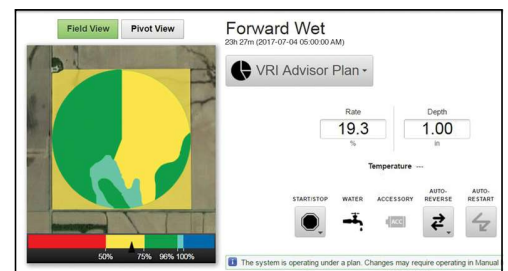 Field View
Pivot View
50% 75% 96% 100%
Forward Wet
23h 27m (2017-07-04 05:00:00 AM)
VRI Advisor Plan
Rate
19.3
%
Depth
1.00
in
Temperature ---
START/STOP
WATER
ACCESSORY
ACC
AUTO-REVERSE
AUTO-RESTART
The system is operating under a plan. Changes may require operating in Manual